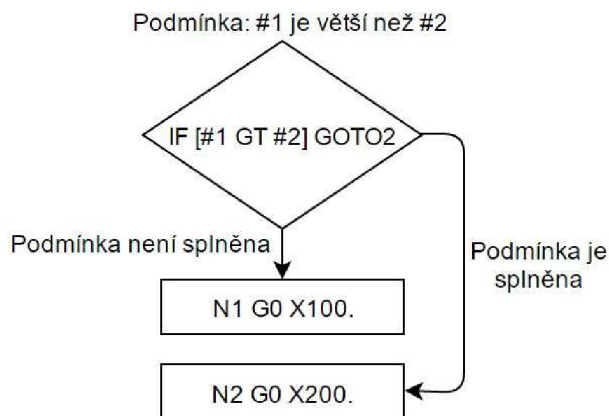 Podmínka: #1 je větší než #2
IF [#1 GT #2] GOTO2
Podmínka není splněna
Podmínka je
splněna
N1 G0 X100.
N2 G0 X200.